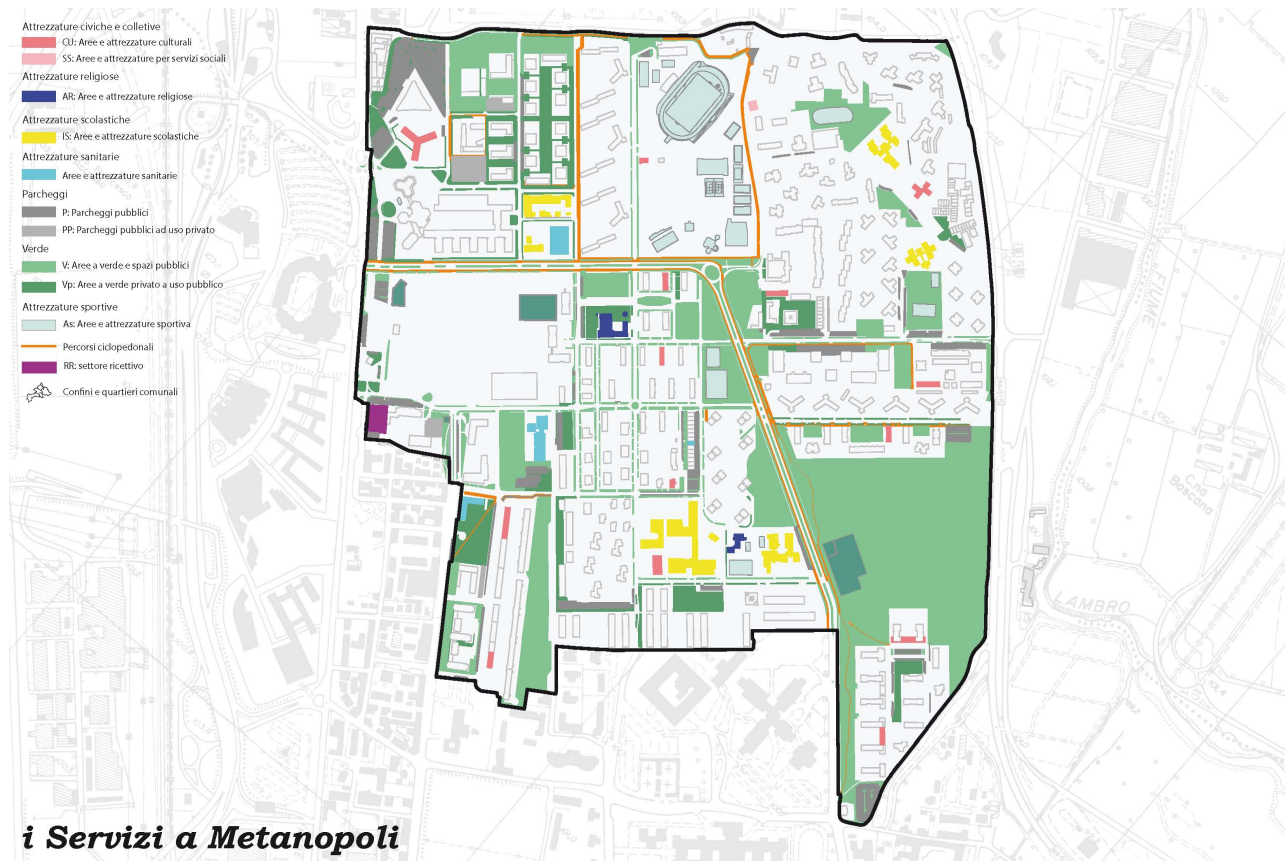 Attrezzature civiche e colletive
CU: Aree e attrezzature culturali
SS: Aree e attrezzature per servizi sociali
Attrezzature religiose
AR: Aree e attrezzature religiose
Attrezzature scolastiche
IS: Aree e attrezzature scolastiche
Attrezzature sanitarie
Aree e attrezzature sanitarie
Parcheggi
P: Parcheggi pubblici
PP: Parcheggi pubblici ad uso privato
Verde
V: Aree a verde e spazi pubblici
Vp: Aree a verde privato a uso pubblico
Attrezzature sportive
As: Aree e attrezzature sportiva
Percorsi ciclopedonali
RR: settore ricettivo
Confini e quartieri comunali
FIUME
LAMBRO
i Servizi a Metanopoli